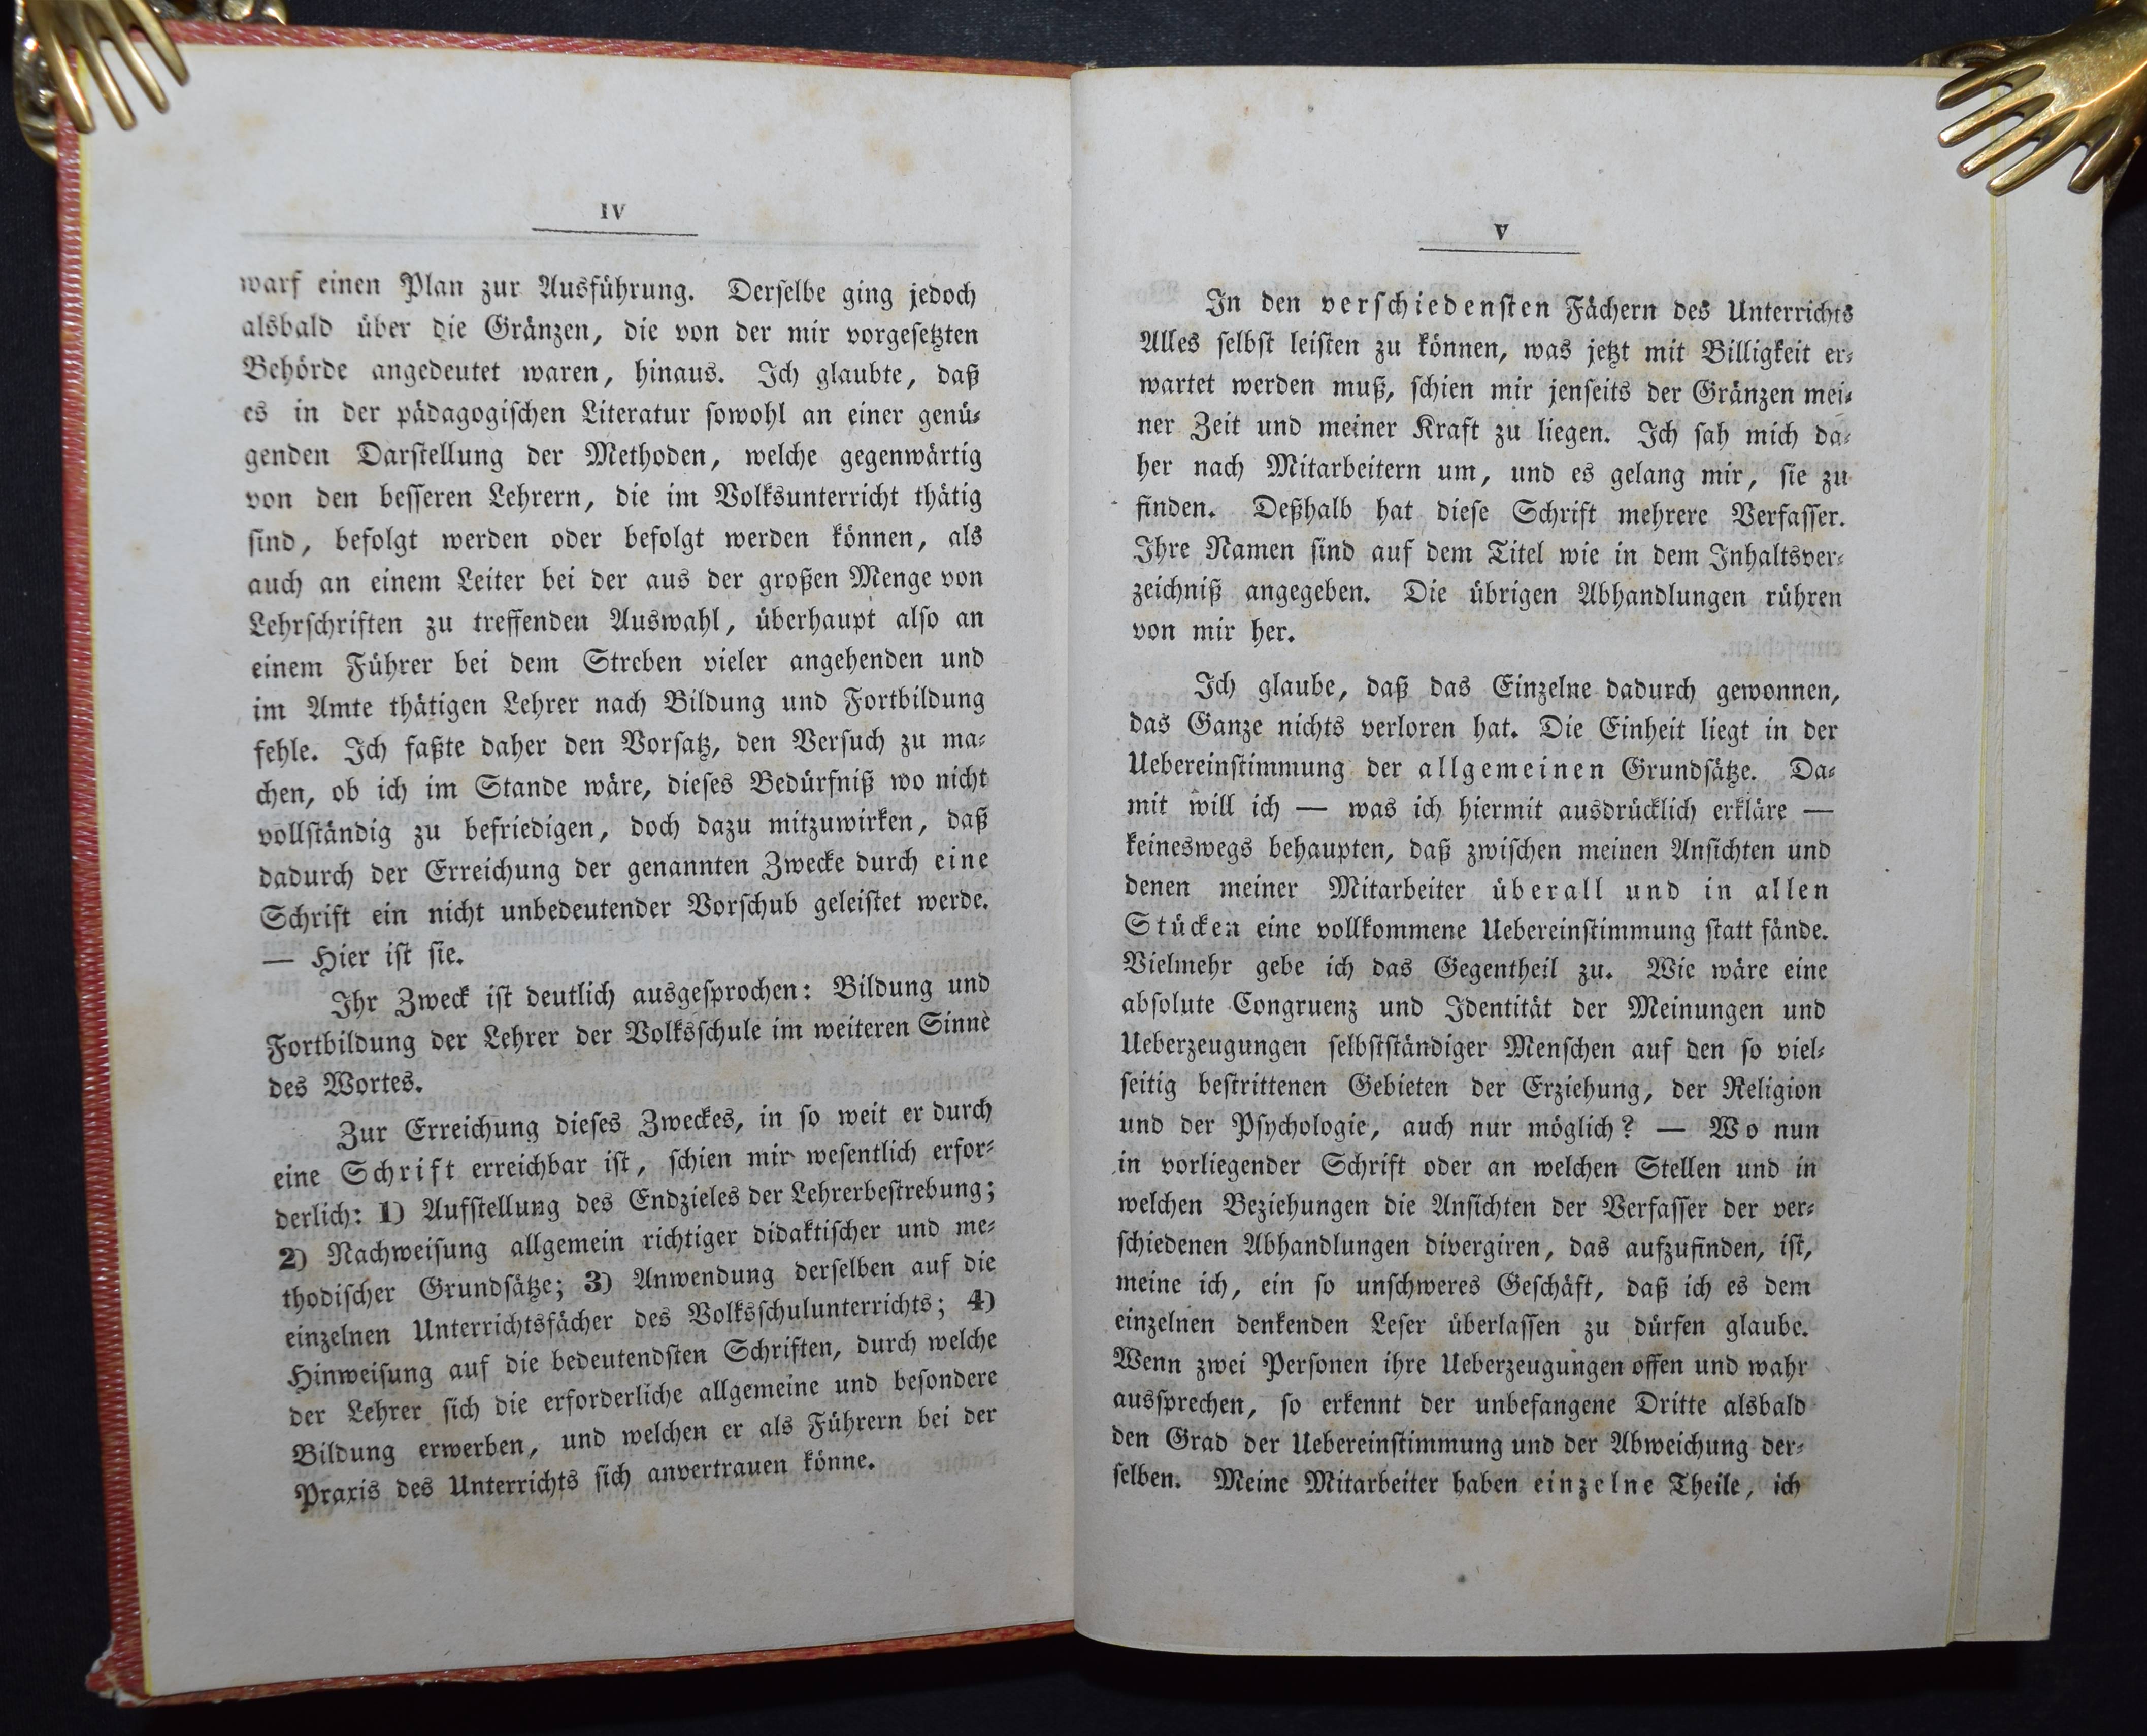 IV
warf einen Plan zur Ausführung. Derselbe ging jedoch
alsbald über die Gränzen, die von der mir vorgesetzten
Behörde angedeutet waren, hinaus. Ich glaubte, daß
es in der pädagogischen Literatur sowohl an einer genü-
genden Darstellung der Methoden, welche gegenwärtig
von den besseren Lehrern, die im Volksunterricht thätig
sind, befolgt werden oder befolgt werden können, als
auch an einem Leiter bei der aus der großen Menge von
Lehrschriften zu treffenden Auswahl, überhaupt also an
einem Führer bei dem Streben vieler angehenden und
im Amte thätigen Lehrer nach Bildung und Fortbildung
fehle. Ich faßte daher den Vorsatz, den Versuch zu ma-
chen, ob ich im Stande wäre, dieses Bedürfniß wo nicht
vollständig zu befriedigen, doch dazu mitzuwirken, daß
dadurch der Erreichung der genannten Zwecke durch eine
Schrift ein nicht unbedeutender Vorschub geleistet werde.
— Hier ist sie.
Ihr Zweck ist deutlich ausgesprochen: Bildung und
Fortbildung der Lehrer der Volksschule im weiteren Sinne
des Wortes.
Zur Erreichung dieses Zweckes, in so weit er durch
eine Schrift erreichbar ist, schien mir wesentlich erfor-
derlich: 1) Aufstellung des Endzieles der Lehrerbestrebung;
2) Nachweisung allgemein richtiger didaktischer und me-
thodischer Grundsätze; 3) Anwendung derselben auf die
einzelnen Unterrichtsfächer des Volksschulunterrichts; 4)
Hinweisung auf die bedeutendsten Schriften, durch welche
der Lehrer sich die erforderliche allgemeine und besondere
Bildung erwerben, und welchen er als Führern bei der
Praxis des Unterrichts sich anvertrauen könne.
V
In den verschiedensten Fächern des Unterrichts
Alles selbst leisten zu können, was jetzt mit Billigkeit er-
wartet werden muß, schien mir jenseits der Gränzen mei-
ner Zeit und meiner Kraft zu liegen. Ich sah mich da-
her nach Mitarbeitern um, und es gelang mir, sie zu
finden. Deßhalb hat diese Schrift mehrere Verfasser.
Ihre Namen sind auf dem Titel wie in dem Inhaltsver-
zeichniß angegeben. Die übrigen Abhandlungen rühren
von mir her.
Ich glaube, daß das Einzelne dadurch gewonnen,
das Ganze nichts verloren hat. Die Einheit liegt in der
Uebereinstimmung der allgemeinen Grundsätze. Da-
mit will ich — was ich hiermit ausdrücklich erkläre —
keineswegs behaupten, daß zwischen meinen Ansichten und
denen meiner Mitarbeiter überall und in allen
Stücken eine vollkommene Uebereinstimmung statt fände.
Vielmehr gebe ich das Gegentheil zu. Wie wäre eine
absolute Congruenz und Identität der Meinungen und
Ueberzeugungen selbstständiger Menschen auf den so viel-
seitig bestrittenen Gebieten der Erziehung, der Religion
und der Psychologie, auch nur möglich? — Wo nun
in vorliegender Schrift oder an welchen Stellen und in
welchen Beziehungen die Ansichten der Verfasser der ver-
schiedenen Abhandlungen divergiren, das aufzufinden, ist,
meine ich, ein so unschweres Geschäft, daß ich es dem
einzelnen denkenden Leser überlassen zu dürfen glaube.
Wenn zwei Personen ihre Ueberzeugungen offen und wahr
aussprechen, so erkennt der unbefangene Dritte alsbald
den Grad der Uebereinstimmung und der Abweichung der-
selben. Meine Mitarbeiter haben einzelne Theile, ich